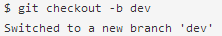 $ git checkout -b dev
Switched to a new branch 'dev'